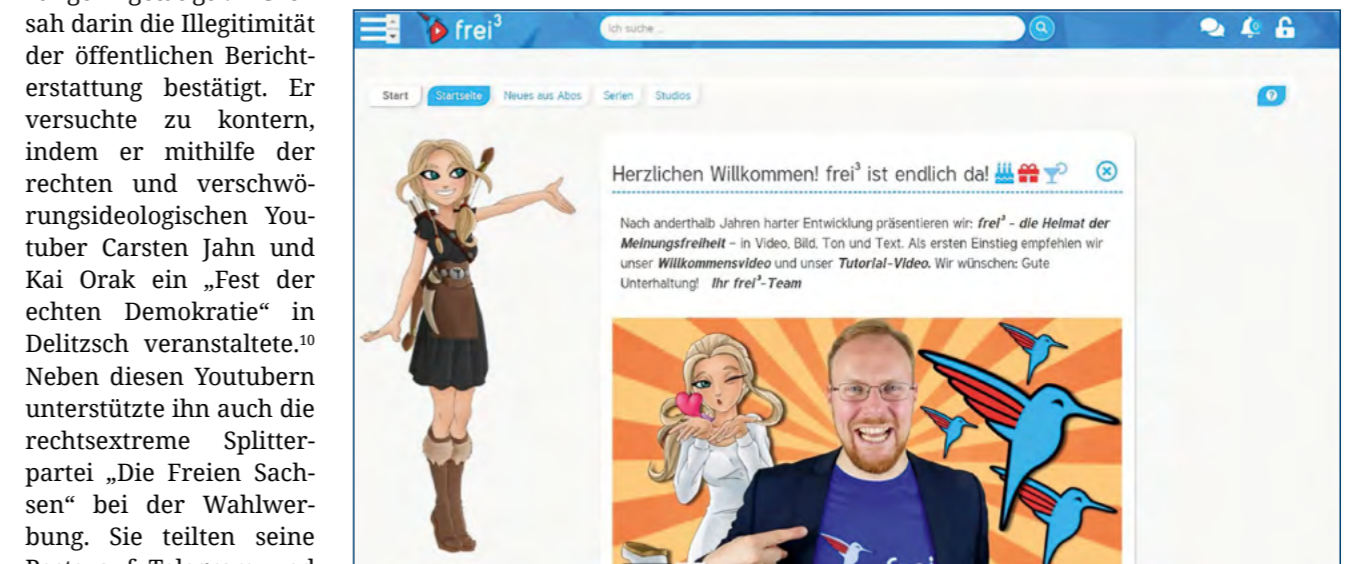 sah darin die Illegitimität
der öffentlichen Bericht-
erstattung bestätigt. Er
versuchte zu kontern,
indem er mithilfe der
rechten und verschwö-
rungsideologischen You-
tuber Carsten Jahn und
Kai Orak ein „Fest der
echten Demokratie“ in
Delitzsch veranstaltete.¹⁰
Neben diesen Youtubern
unterstützte ihn auch die
rechtsextreme Splitter-
partei „Die Freien Sach-
sen“ bei der Wahlwer-
bung. Sie teilten seine
frei³
Ich suche ...
0
Start Startseite Neues aus Abos Serien Studios
?
Herzlichen Willkommen! frei³ ist endlich da!
Nach anderthalb Jahren harter Entwicklung präsentieren wir: frei³ - die Heimat der
Meinungsfreiheit – in Video, Bild, Ton und Text. Als ersten Einstieg empfehlen wir
unser Willkommensvideo und unser Tutorial-Video. Wir wünschen: Gute
Unterhaltung! Ihr frei³-Team